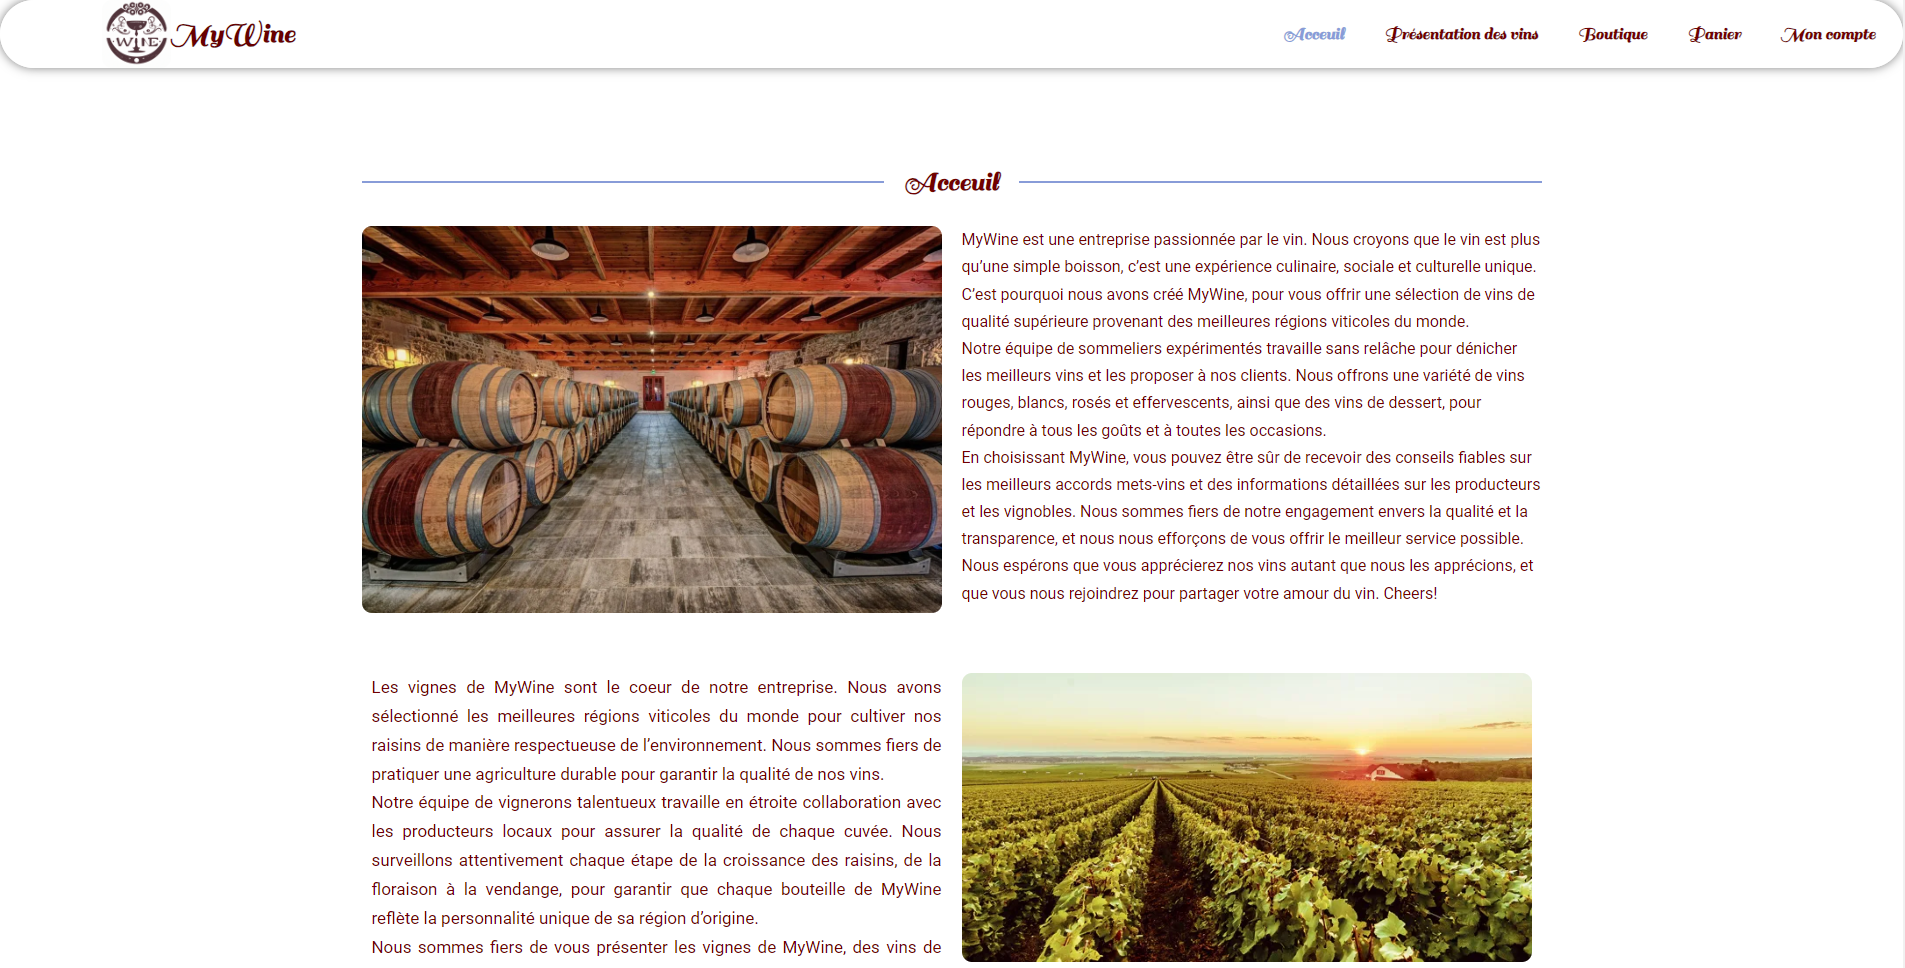 WINE
MyWine
Acceuil
Présentation des vins
Boutique
Panier
Mon compte
Acceuil
MyWine est une entreprise passionnée par le vin. Nous croyons que le vin est plus
qu’une simple boisson, c’est une expérience culinaire, sociale et culturelle unique.
C’est pourquoi nous avons créé MyWine, pour vous offrir une sélection de vins de
qualité supérieure provenant des meilleures régions viticoles du monde.
Notre équipe de sommeliers expérimentés travaille sans relâche pour dénicher
les meilleurs vins et les proposer à nos clients. Nous offrons une variété de vins
rouges, blancs, rosés et effervescents, ainsi que des vins de dessert, pour
répondre à tous les goûts et à toutes les occasions.
En choisissant MyWine, vous pouvez être sûr de recevoir des conseils fiables sur
les meilleurs accords mets-vins et des informations détaillées sur les producteurs
et les vignobles. Nous sommes fiers de notre engagement envers la qualité et la
transparence, et nous nous efforçons de vous offrir le meilleur service possible.
Nous espérons que vous apprécierez nos vins autant que nous les apprécions, et
que vous nous rejoindrez pour partager votre amour du vin. Cheers!
Les vignes de MyWine sont le coeur de notre entreprise. Nous avons
sélectionné les meilleures régions viticoles du monde pour cultiver nos
raisins de manière respectueuse de l’environnement. Nous sommes fiers de
pratiquer une agriculture durable pour garantir la qualité de nos vins.
Notre équipe de vignerons talentueux travaille en étroite collaboration avec
les producteurs locaux pour assurer la qualité de chaque cuvée. Nous
surveillons attentivement chaque étape de la croissance des raisins, de la
floraison à la vendange, pour garantir que chaque bouteille de MyWine
reflète la personnalité unique de sa région d’origine.
Nous sommes fiers de vous présenter les vignes de MyWine, des vins de